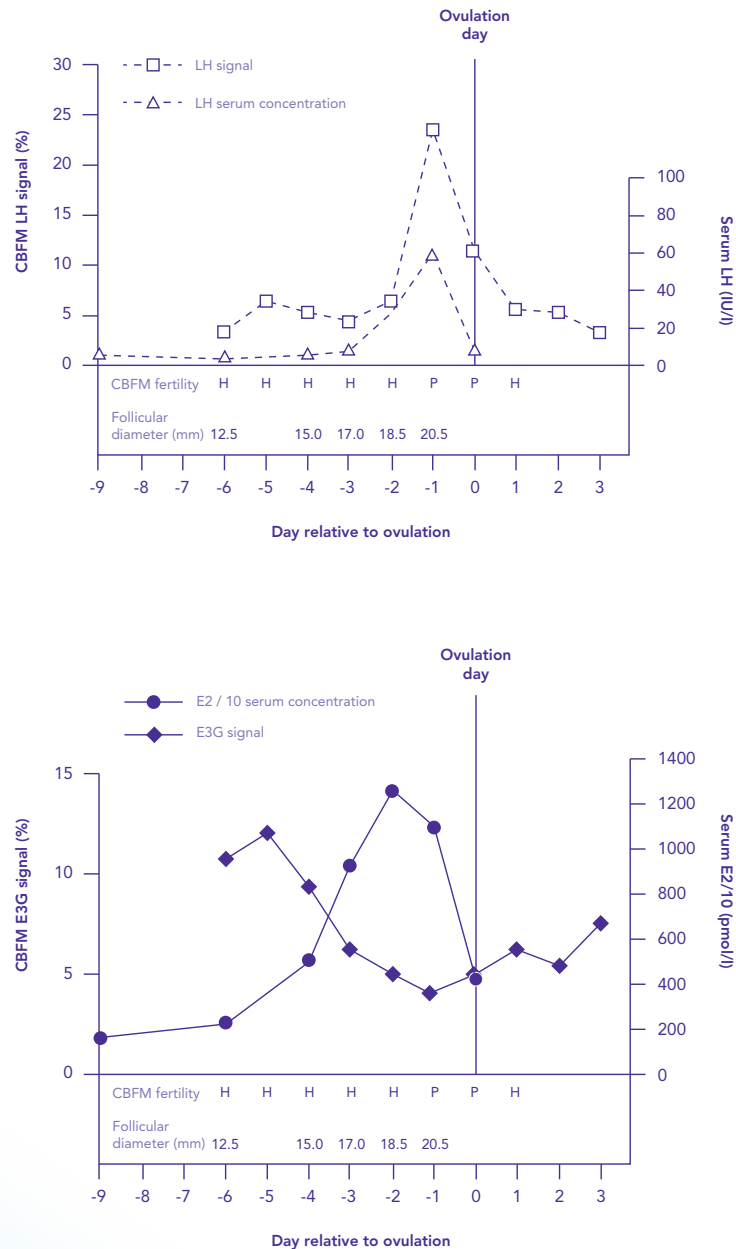 Ovulation
day
30
25
20
15
10
5
0
CBFM LH signal (%)
LH signal
LH serum concentration
100
80
60
40
20
0
Serum LH (IU/l)
CBFM fertility H H H H H P P H
Follicular
diameter (mm) 12.5 15.0 17.0 18.5 20.5
-9 -8 -7 -6 -5 -4 -3 -2 -1 0 1 2 3
Day relative to ovulation
Ovulation
day
E2 / 10 serum concentration
E3G signal
15
10
5
0
CBFM E3G signal (%)
1400
1200
1000
800
600
400
200
0
Serum E2/10 (pmol/l)
CBFM fertility H H H H H P P H
Follicular
diameter (mm) 12.5 15.0 17.0 18.5 20.5
-9 -8 -7 -6 -5 -4 -3 -2 -1 0 1 2 3
Day relative to ovulation